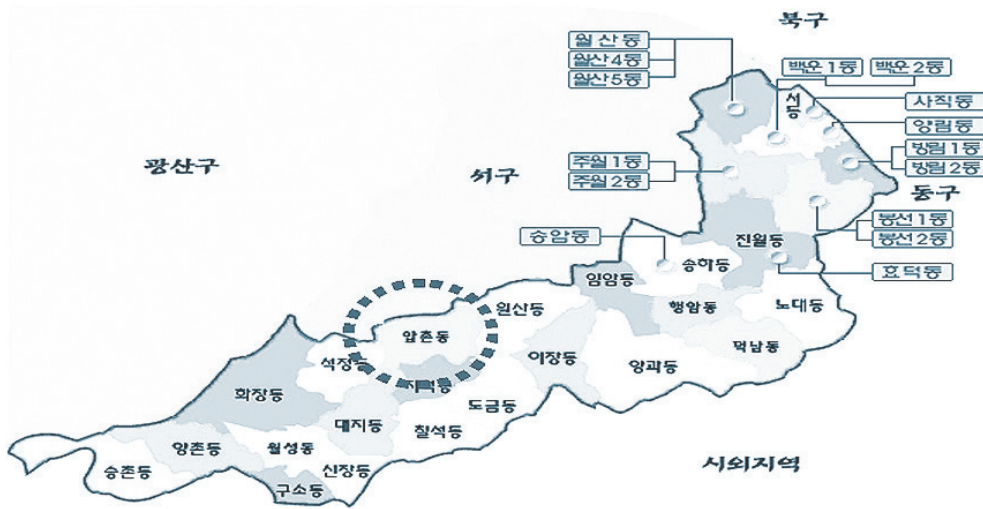 북구
월산동
월산4동
월산5동
백운1동
백운2동
서동
사직동
양림동
방림1동
방림2동
광산구
서구
주월1동
주월2동
동구
봉선1동
봉선2동
송암동
진월동
효덕동
송하동
임암동
행암동
노대동
원산동
압촌동
석정동
지석동
이장동
덕남동
양과동
화장동
도금동
대지동
칠석동
양촌동
월성동
승촌동
신장동
구소동
시외지역